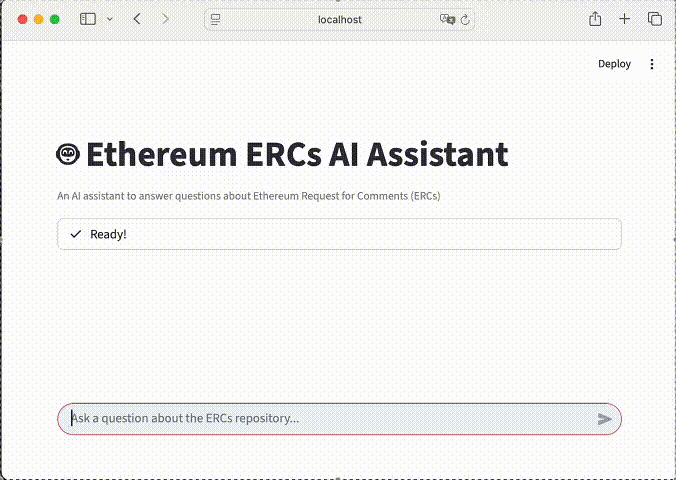 localhost
Deploy
Ethereum ERCs AI Assistant
An AI assistant to answer questions about Ethereum Request for Comments (ERCs)
Ready!
Ask a question about the ERCs repository...